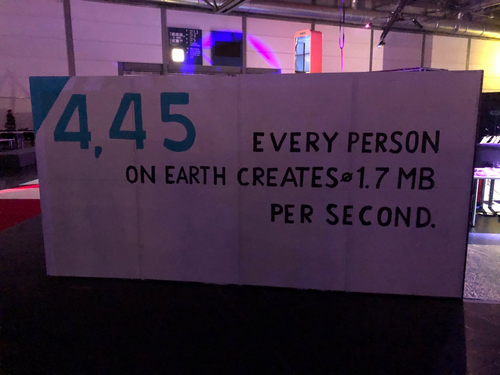 4,45
EVERY PERSON
ON EARTH CREATES⌀1.7 MB
PER SECOND.